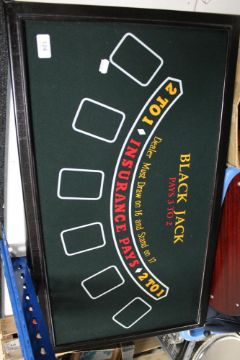 BLACK JACK
PAYS 3 TO 2
Dealer Must Draw on 16 and Stand on 17
2 TO 1 INSURANCE PAYS 2 TO 1